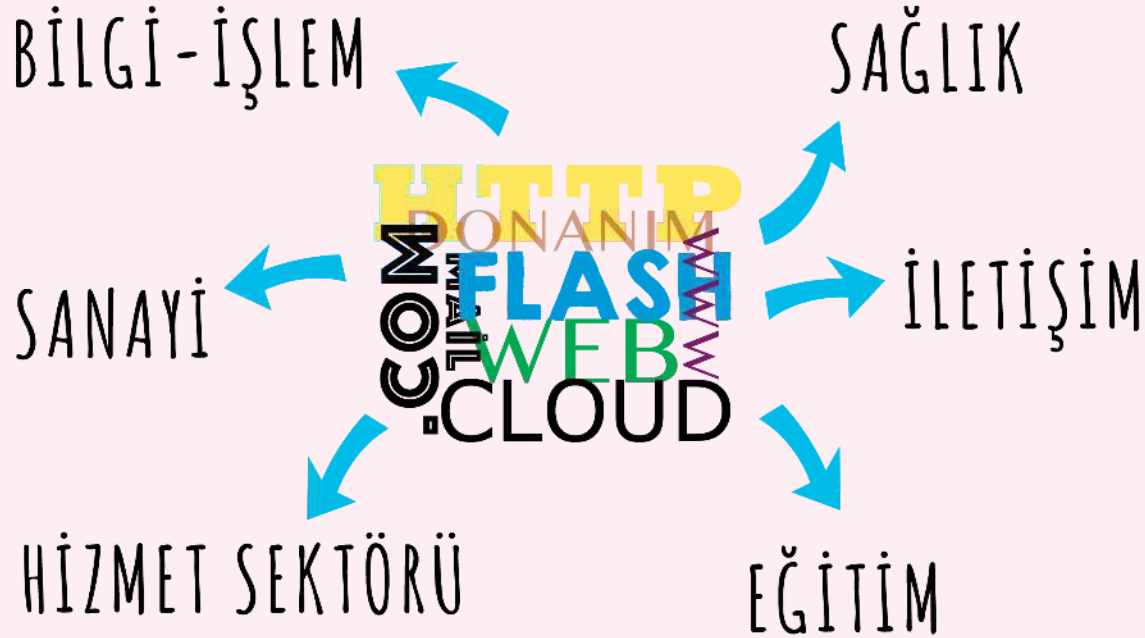 BİLGİ-İŞLEM
SAĞLIK
HTTP
DONANIM
.COM
MAİL
FLASH
WWW
WEB
CLOUD
SANAYİ
İLETİŞİM
HİZMET SEKTÖRÜ
EĞİTİM